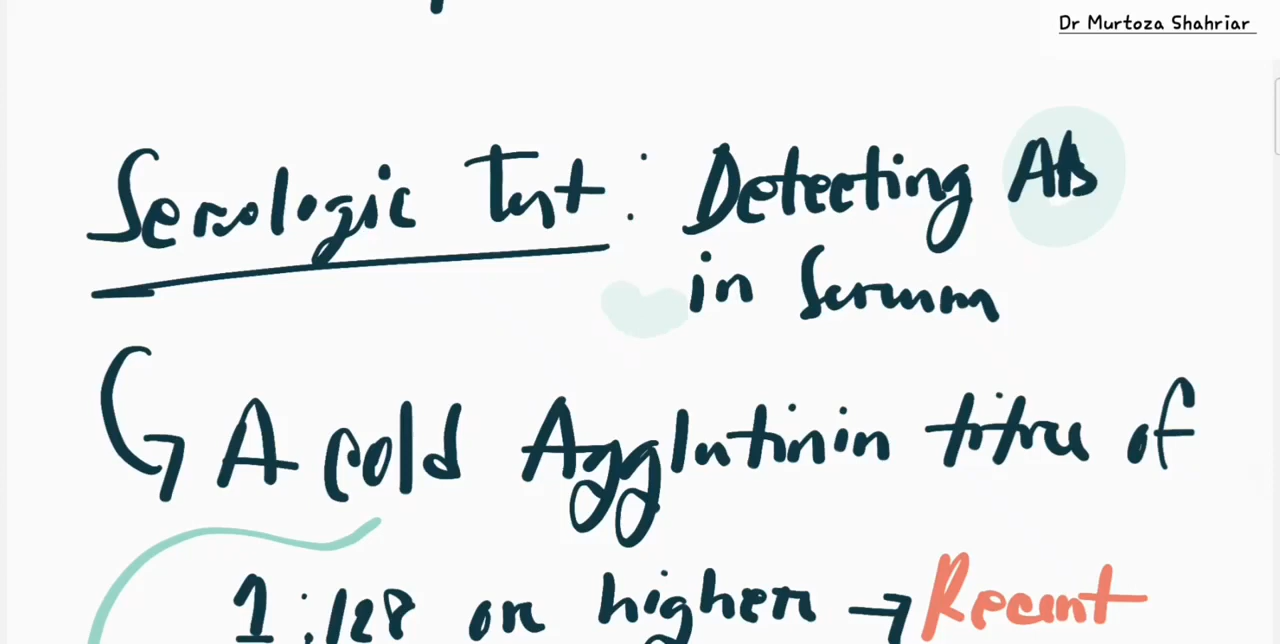 Dr Murtoza Shahriar
Serologic Test : Detecting Abs
in Serum
A cold Agglutinin titre of
1:128 or higher → Recent